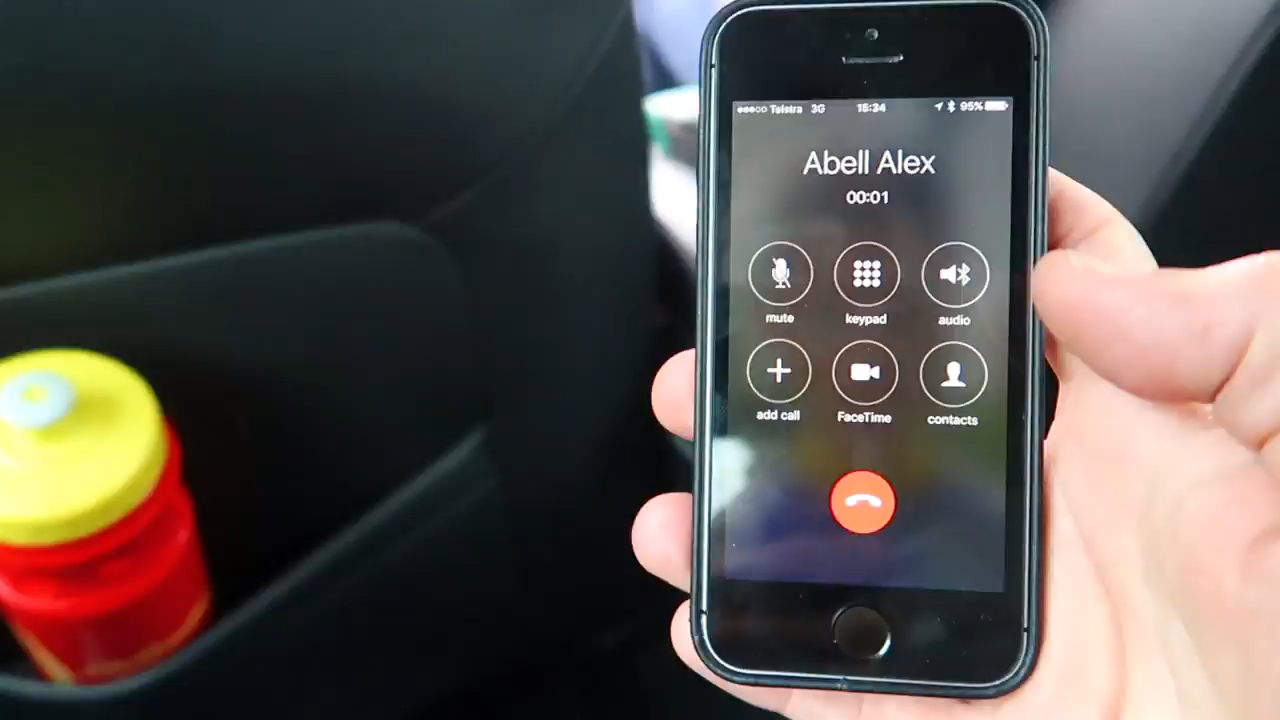 Telstra 3G 15:34 95%
Abell Alex
00:01
mute keypad audio
add call FaceTime contacts